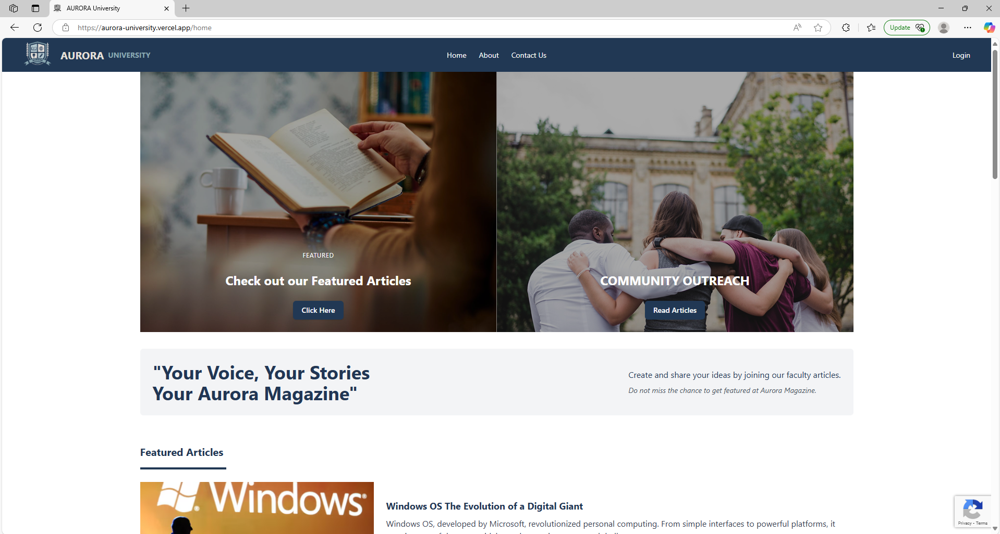 AURORA University
https://aurora-university.vercel.app/home
Update
AURORA UNIVERSITY
Home
About
Contact Us
Login
FEATURED
Check out our Featured Articles
Click Here
COMMUNITY OUTREACH
Read Articles
"Your Voice, Your Stories
Your Aurora Magazine"
Create and share your ideas by joining our faculty articles.
Do not miss the chance to get featured at Aurora Magazine.
Featured Articles
Windows®
Windows OS The Evolution of a Digital Giant
Windows OS, developed by Microsoft, revolutionized personal computing. From simple interfaces to powerful platforms, it
Privacy - Terms